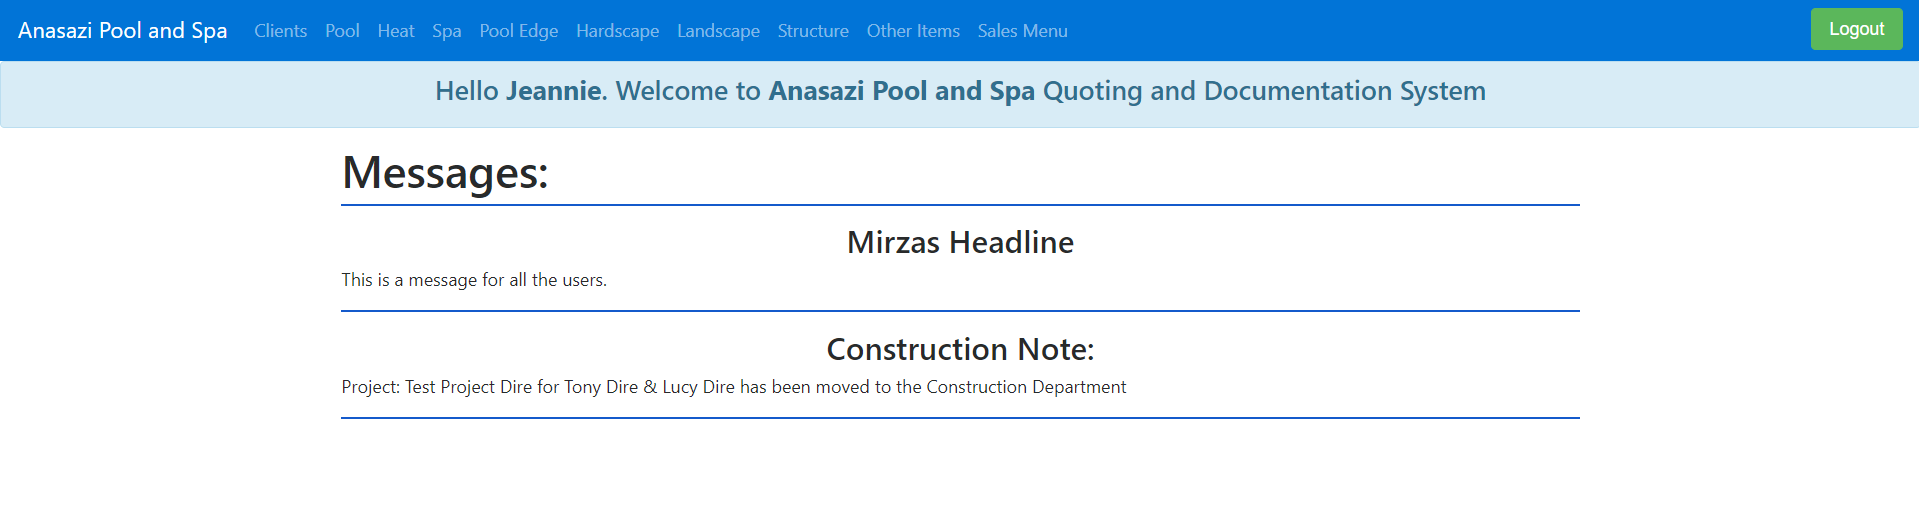 Anasazi Pool and Spa Clients Pool Heat Spa Pool Edge Hardscape Landscape Structure Other Items Sales Menu Logout
Hello Jeannie. Welcome to Anasazi Pool and Spa Quoting and Documentation System
Messages:
Mirzas Headline
This is a message for all the users.
Construction Note:
Project: Test Project Dire for Tony Dire & Lucy Dire has been moved to the Construction Department